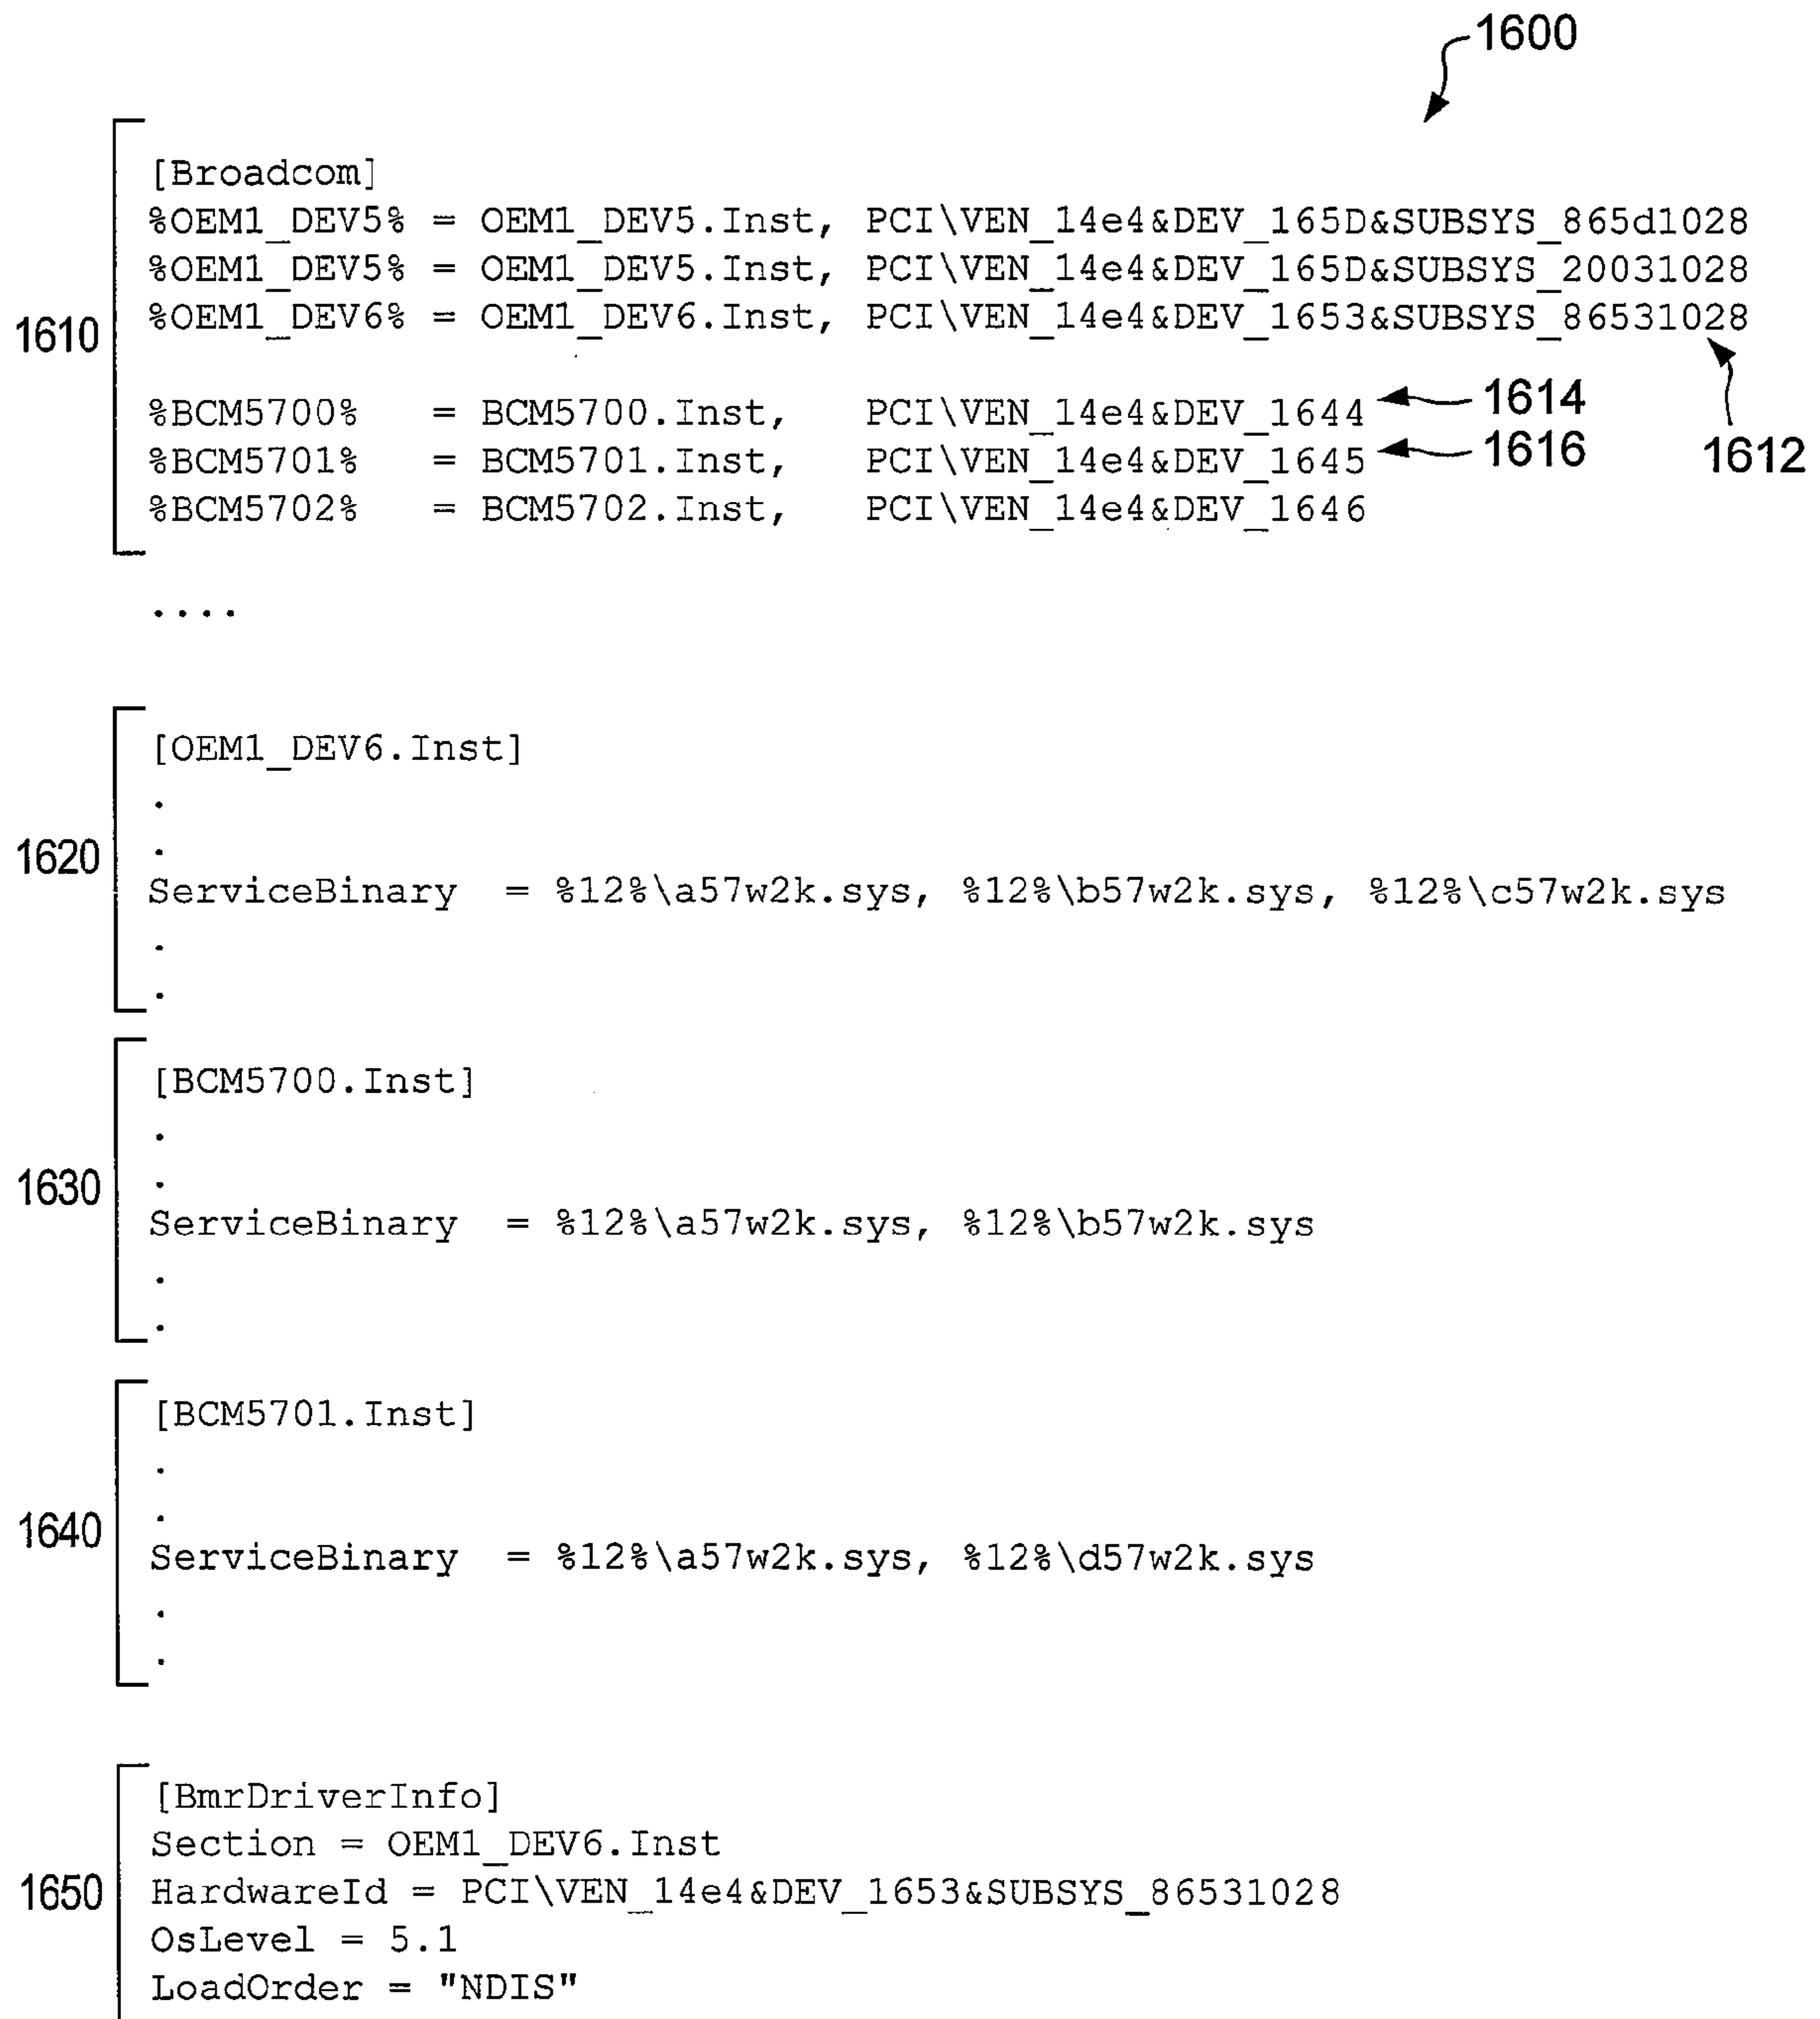 1600
[Broadcom]
%OEM1_DEV5% = OEM1_DEV5.Inst, PCI\VEN_14e4&DEV_165D&SUBSYS_865d1028
%OEM1_DEV5% = OEM1_DEV5.Inst, PCI\VEN_14e4&DEV_165D&SUBSYS_20031028
%OEM1_DEV6% = OEM1_DEV6.Inst, PCI\VEN_14e4&DEV_1653&SUBSYS_86531028
1610
%BCM5700% = BCM5700.Inst, PCI\VEN_14e4&DEV_1644 1614
%BCM5701% = BCM5701.Inst, PCI\VEN_14e4&DEV_1645 1616 1612
%BCM5702% = BCM5702.Inst, PCI\VEN_14e4&DEV_1646
....
[OEM1_DEV6.Inst]
.
.
1620
ServiceBinary = %12%\a57w2k.sys, %12%\b57w2k.sys, %12%\c57w2k.sys
.
.
[BCM5700.Inst]
.
.
1630
ServiceBinary = %12%\a57w2k.sys, %12%\b57w2k.sys
.
.
[BCM5701.Inst]
.
.
1640
ServiceBinary = %12%\a57w2k.sys, %12%\d57w2k.sys
.
.
[BmrDriverInfo]
Section = OEM1_DEV6.Inst
1650
HardwareId = PCI\VEN_14e4&DEV_1653&SUBSYS_86531028
OsLevel = 5.1
LoadOrder = "NDIS"